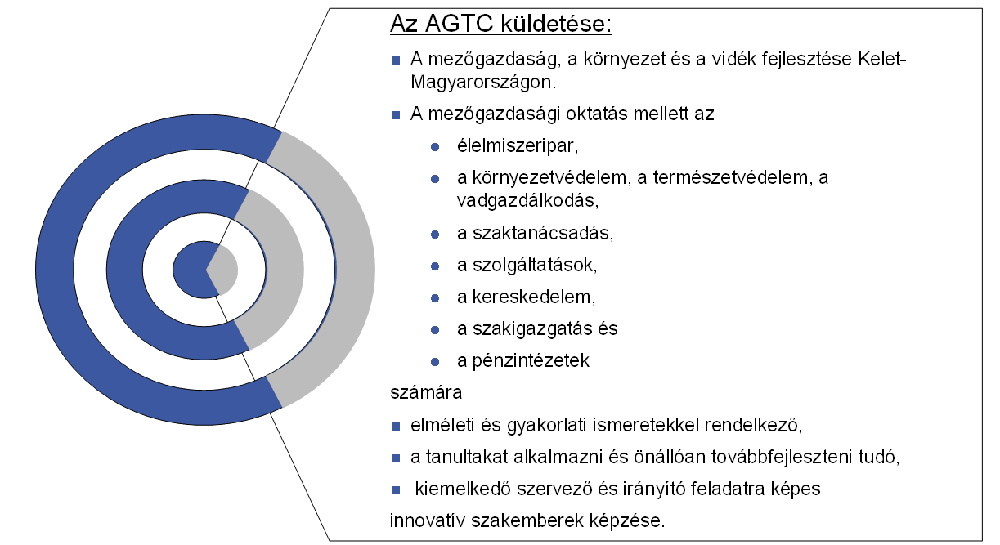 Az AGTC küldetése:
A mezőgazdaság, a környezet és a vidék fejlesztése Kelet-
Magyarországon.
A mezőgazdasági oktatás mellett az
élelmiszeripar,
a környezetvédelem, a természetvédelem, a
vadgazdálkodás,
a szaktanácsadás,
a szolgáltatások,
a kereskedelem,
a szakigazgatás és
a pénzintézetek
számára
elméleti és gyakorlati ismeretekkel rendelkező,
a tanultakat alkalmazni és önállóan továbbfejleszteni tudó,
kiemelkedő szervező és irányító feladatra képes
innovatív szakemberek képzése.